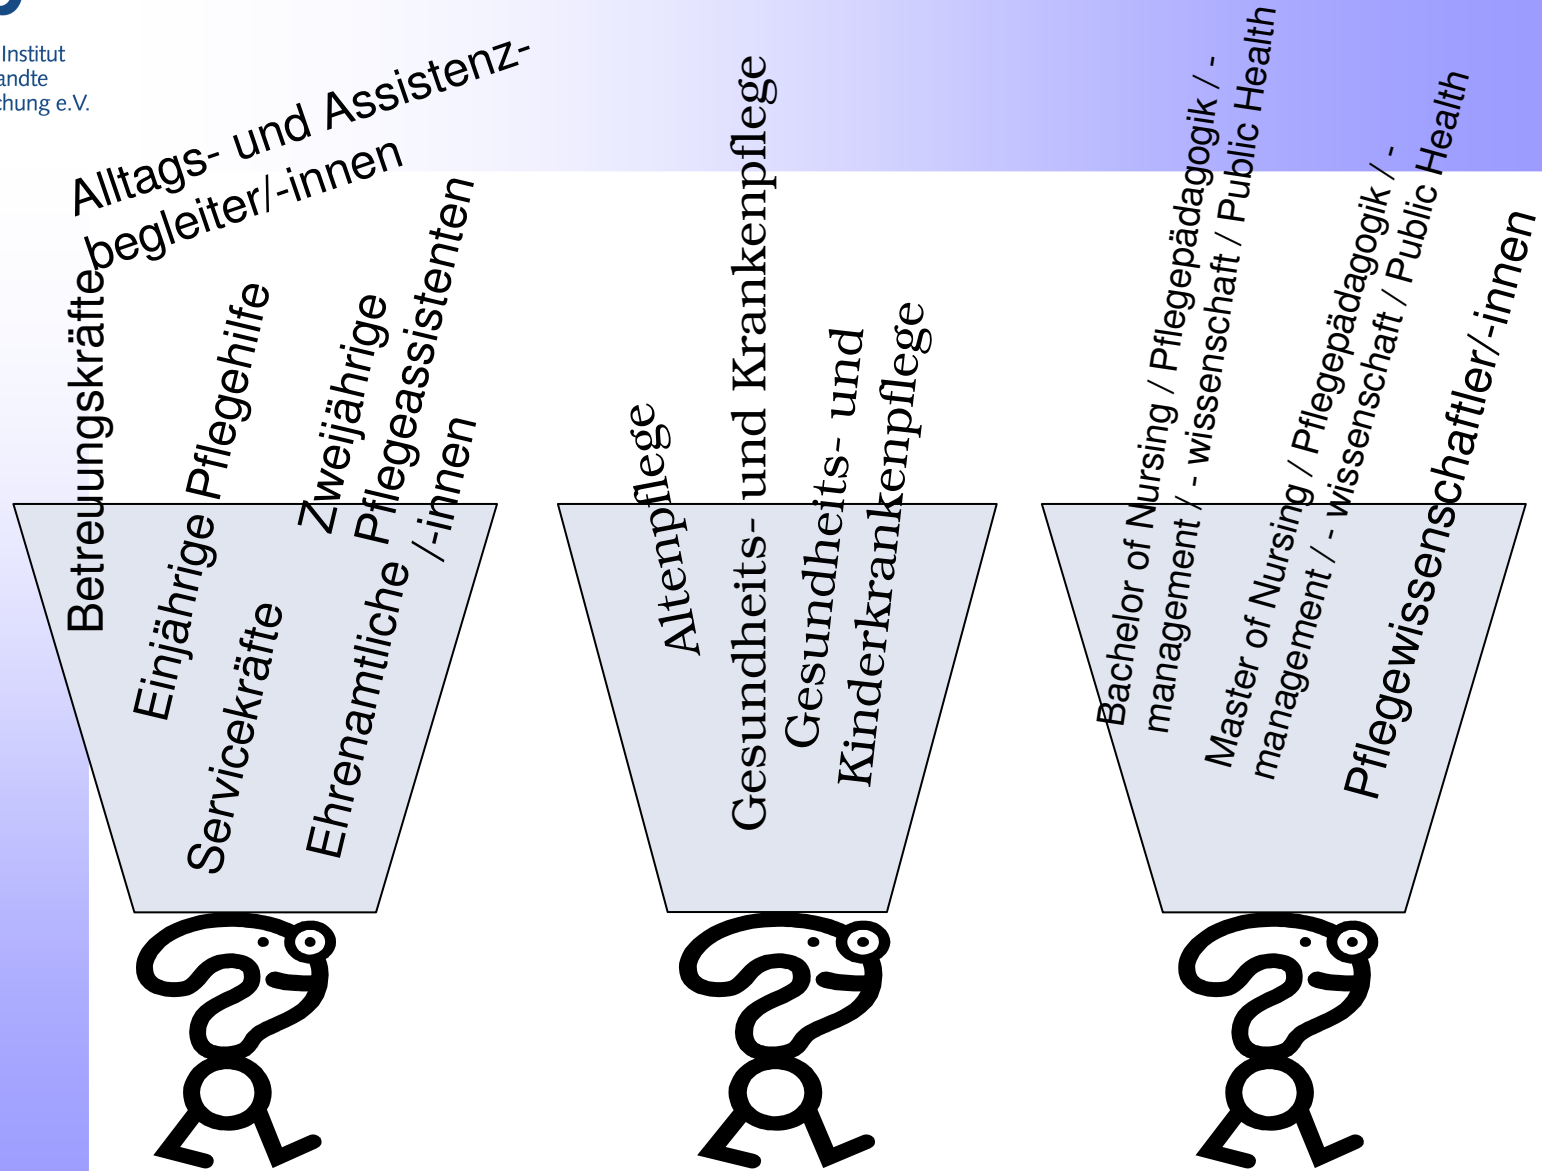 Institut
andte
chung e.V.
Alltags- und Assistenz-
begleiter/-innen
Betreuungskräfte
Einjährige Pflegehilfe
Servicekräfte
Zweijährige
Pflegeassistenten
/-innen
Ehrenamtliche
Altenpflege
Gesundheits- und Krankenpflege
Gesundheits- und
Kinderkrankenpflege
Bachelor of Nursing / Pflegepädagogik / -
management / - wissenschaft / Public Health
Master of Nursing / Pflegepädagogik / -
management / - wissenschaft / Public Health
Pflegewissenschaftler/-innen